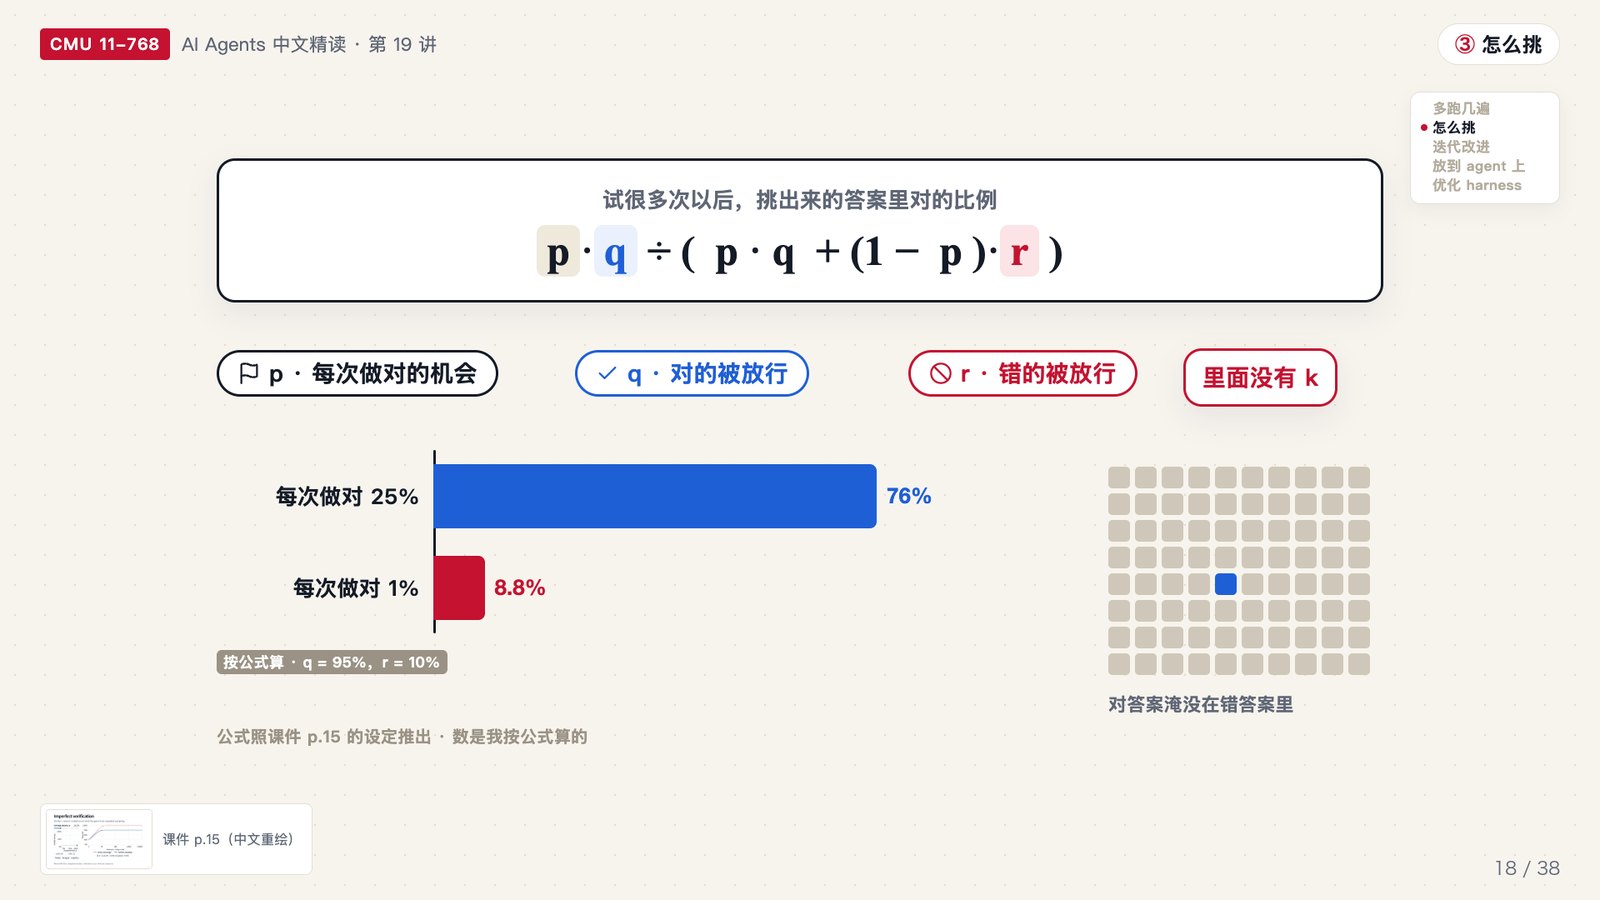 CMU 11-768 AI Agents 中文精读 · 第 19 讲
③ 怎么挑
多跑几遍
怎么挑
迭代改进
放到 agent 上
优化 harness
试很多次以后，挑出来的答案里对的比例
p · q ÷ ( p · q + (1 − p ) · r )
p · 每次做对的机会
q · 对的被放行
r · 错的被放行
里面没有 k
每次做对 25%
76%
每次做对 1%
8.8%
按公式算 · q = 95%，r = 10%
对答案淹没在错答案里
公式照课件 p.15 的设定推出 · 数是我按公式算的
Imperfect verification
课件 p.15（中文重绘）
18 / 38